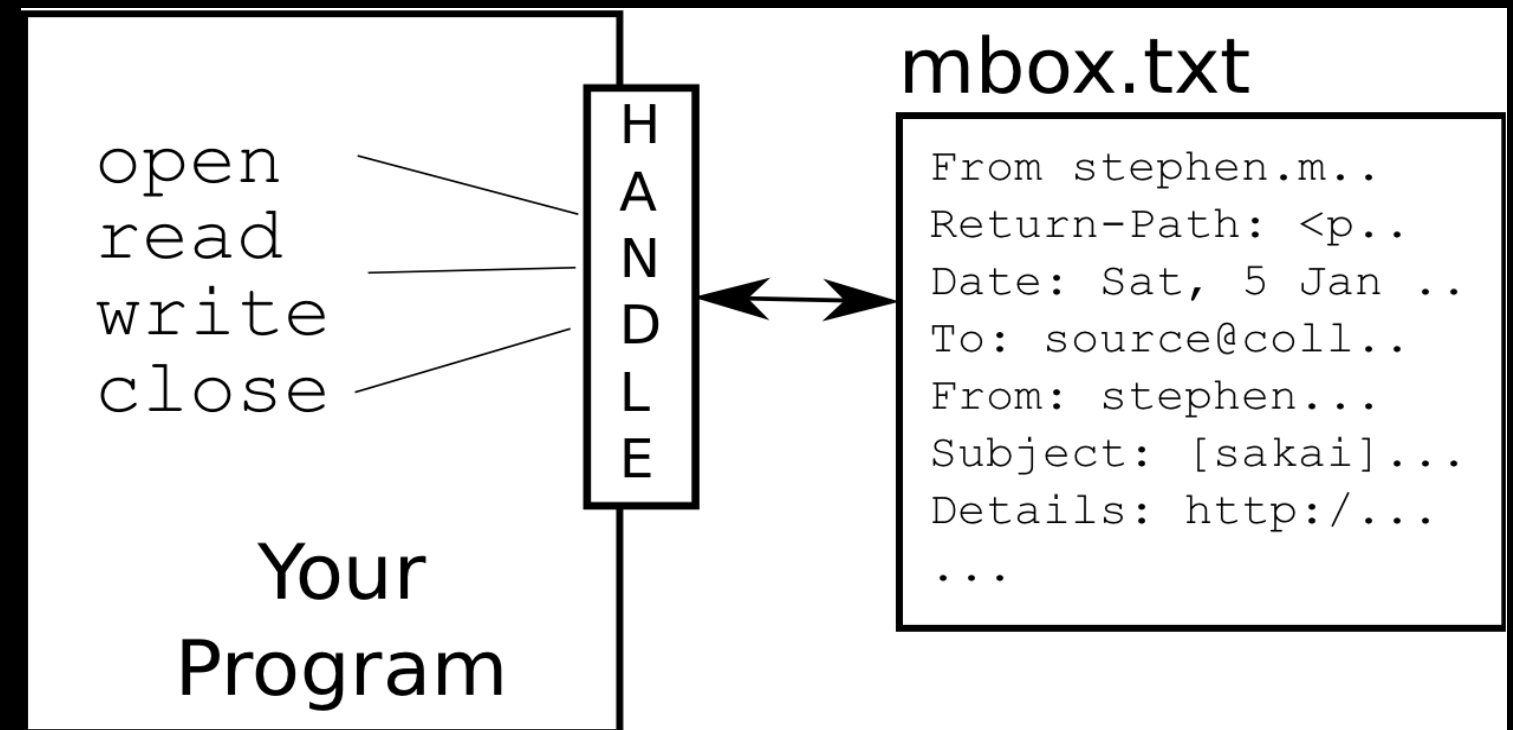 open
read
write
close
Your
Program
H
A
N
D
L
E
mbox.txt
From stephen.m..
Return-Path: <p..
Date: Sat, 5 Jan ..
To: source@coll..
From: stephen...
Subject: [sakai]...
Details: http:/...
...